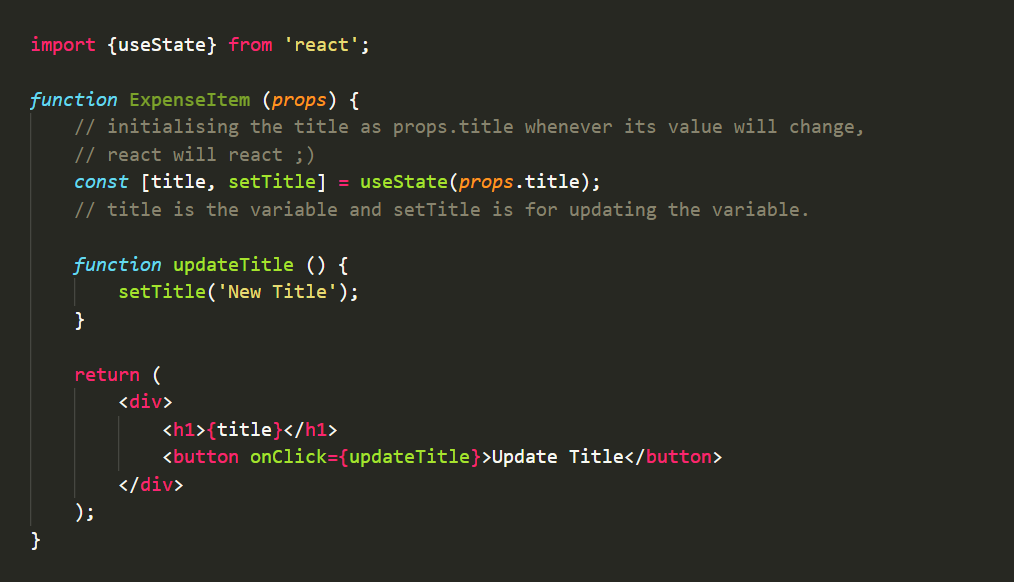 import {useState} from 'react';
function ExpenseItem (props) {
// initialising the title as props.title whenever its value will change,
// react will react ;)
const [title, setTitle] = useState(props.title);
// title is the variable and setTitle is for updating the variable.
function updateTitle () {
setTitle('New Title');
}
return (
<div>
<h1>{title}</h1>
<button onClick={updateTitle}>Update Title</button>
</div>
);
}